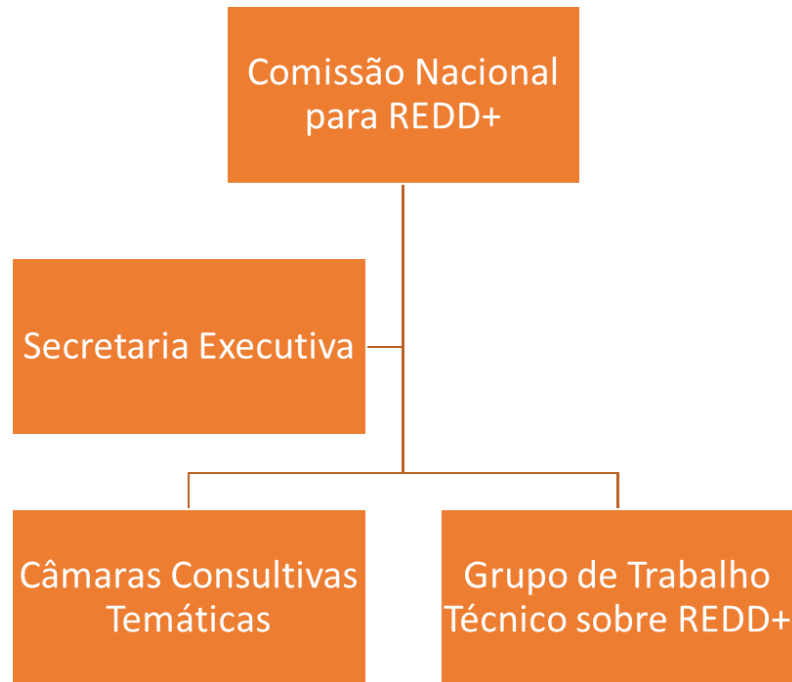 Comissão Nacional
para REDD+
Secretaria Executiva
Câmaras Consultivas
Temáticas
Grupo de Trabalho
Técnico sobre REDD+